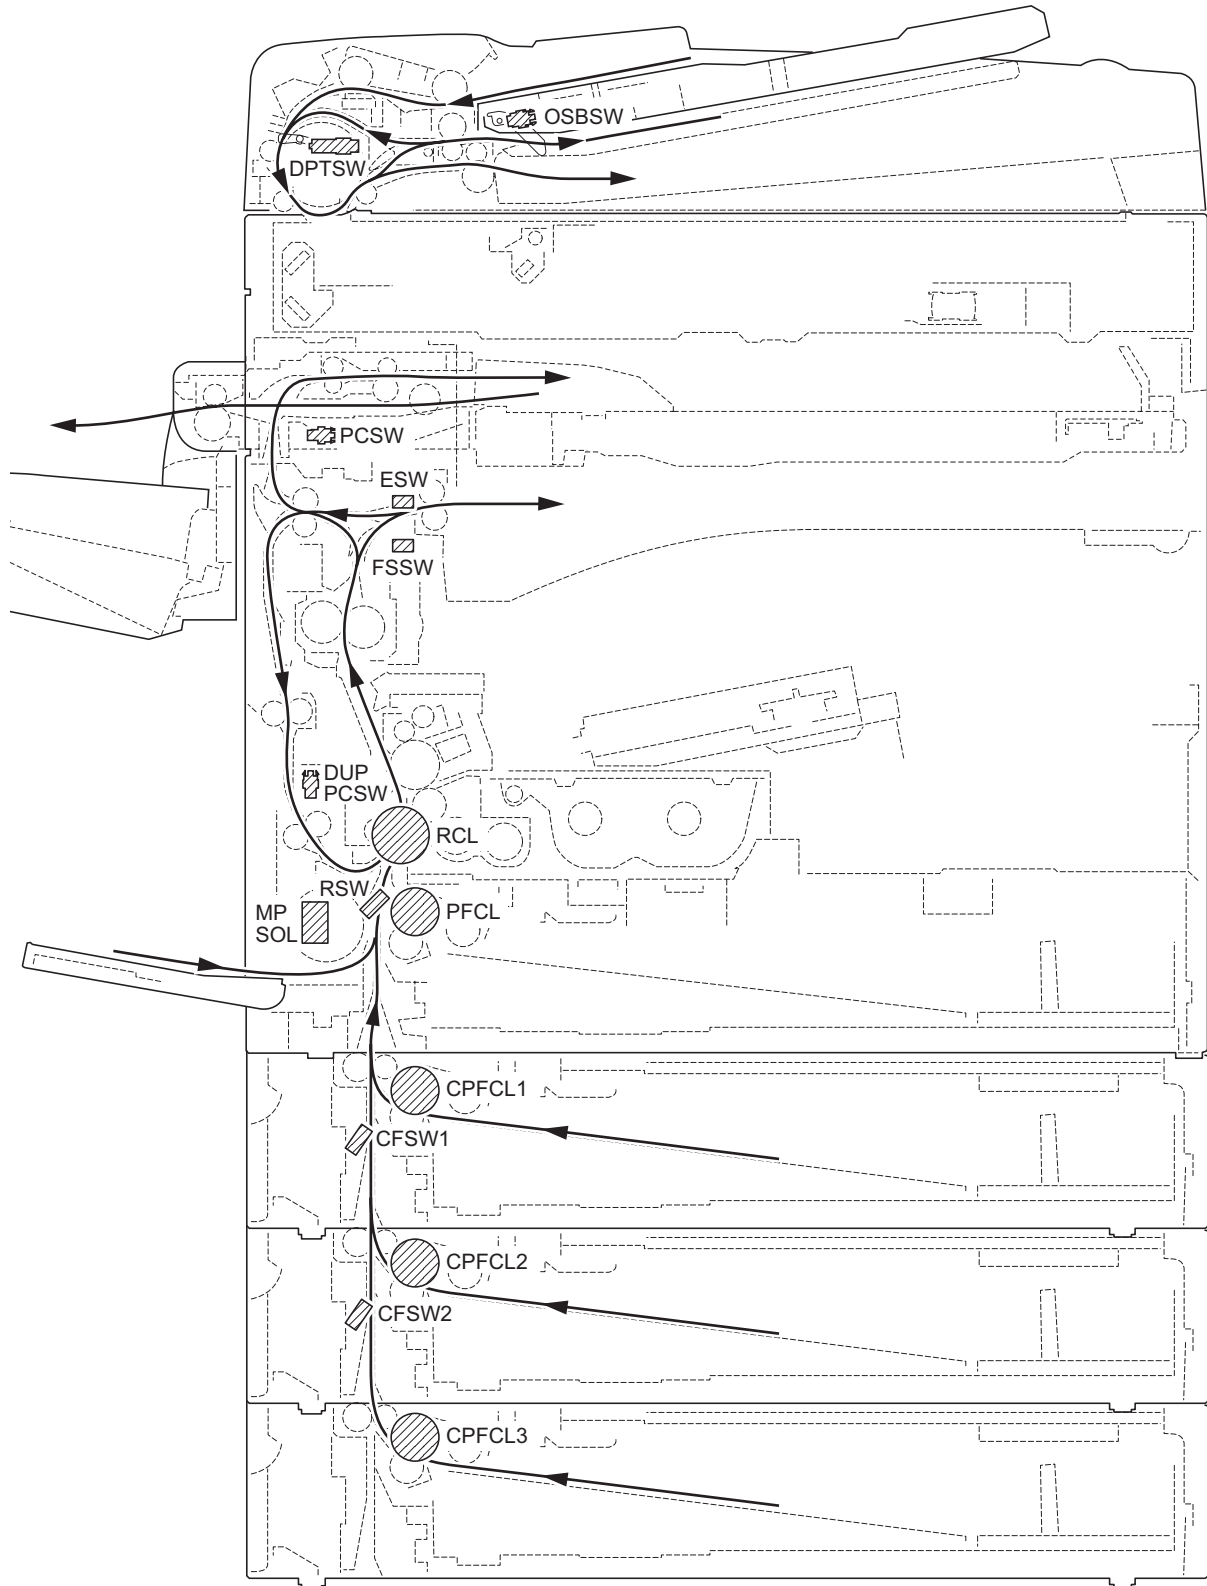 OSBSW
DPTSW
PCSW
ESW
FSSW
DUP
PCSW
RCL
RSW
MP
SOL
PFCL
CPFCL1
CFSW1
CPFCL2
CFSW2
CPFCL3